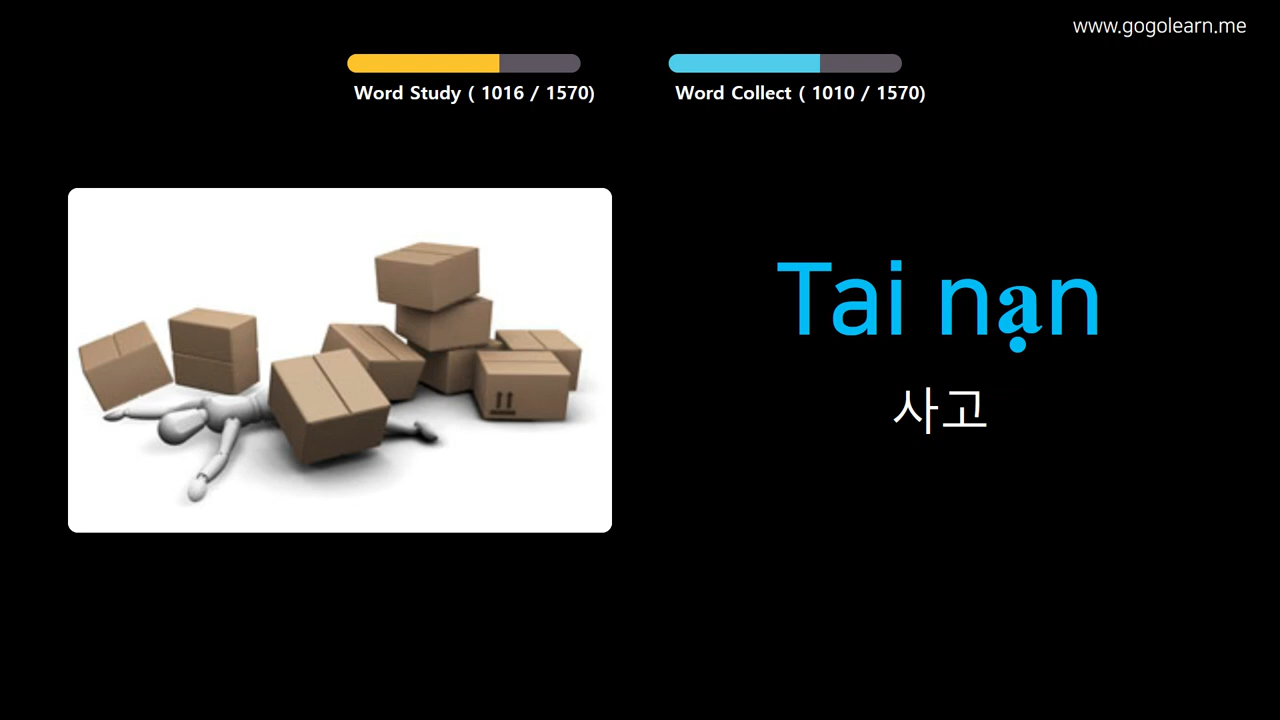 www.gogolearn.me
Word Study ( 1016 / 1570)
Word Collect ( 1010 / 1570)
Tai nạn
사고